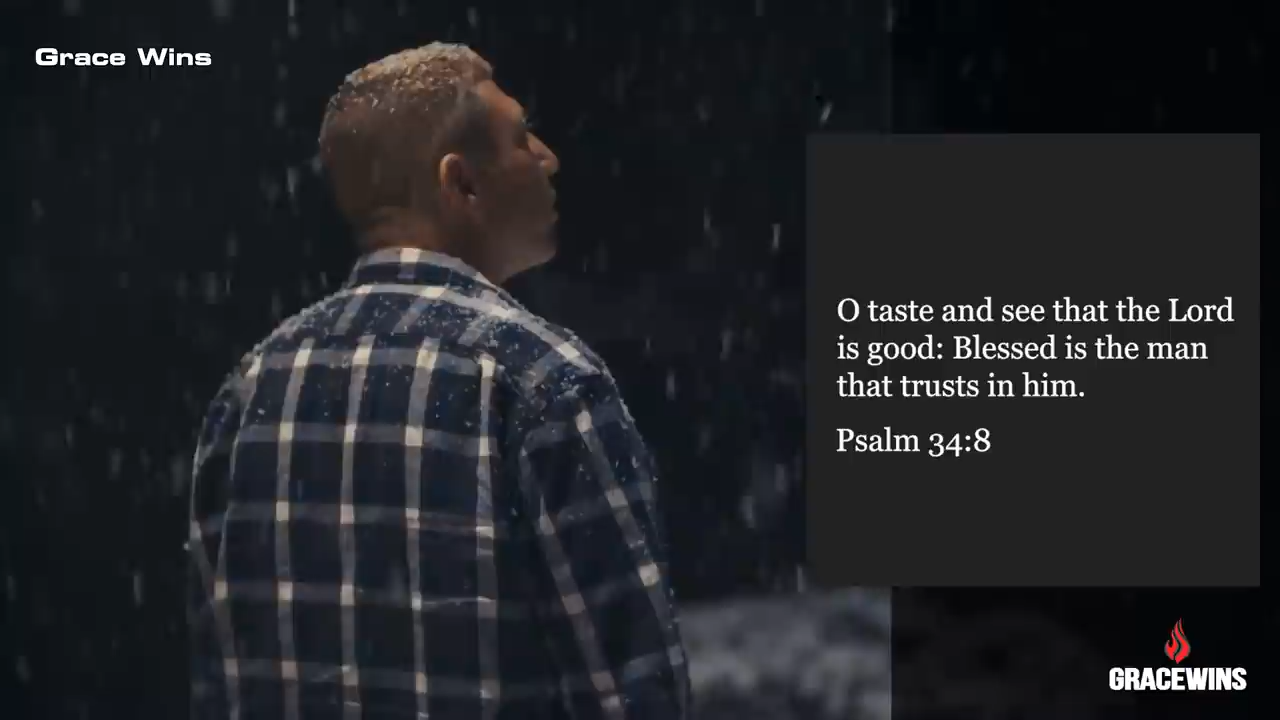 Grace Wins
O taste and see that the Lord
is good: Blessed is the man
that trusts in him.
Psalm 34:8
GRACEWINS